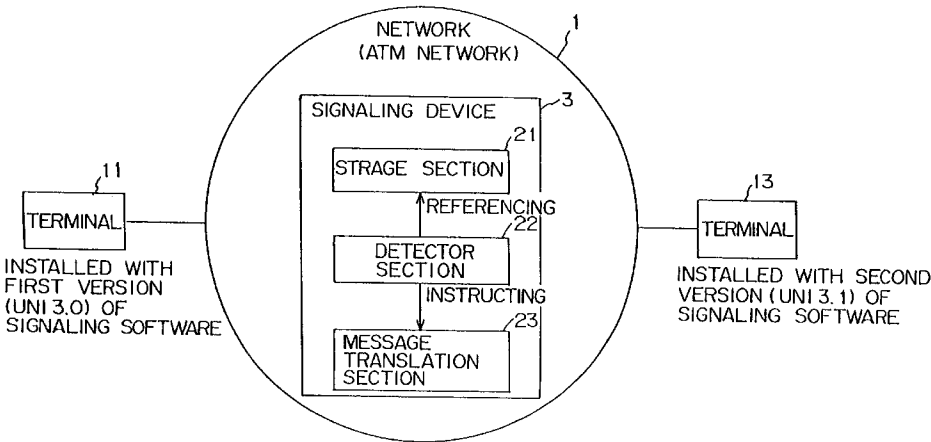 NETWORK
(ATM NETWORK)
1
SIGNALING DEVICE
3
21
STRAGE SECTION
REFERENCING
22
DETECTOR
SECTION
INSTRUCTING
23
MESSAGE
TRANSLATION
SECTION
11
TERMINAL
INSTALLED WITH
FIRST VERSION
(UNI 3.0) OF
SIGNALING SOFTWARE
13
TERMINAL
INSTALLED WITH SECOND
VERSION (UNI 3.1) OF
SIGNALING SOFTWARE